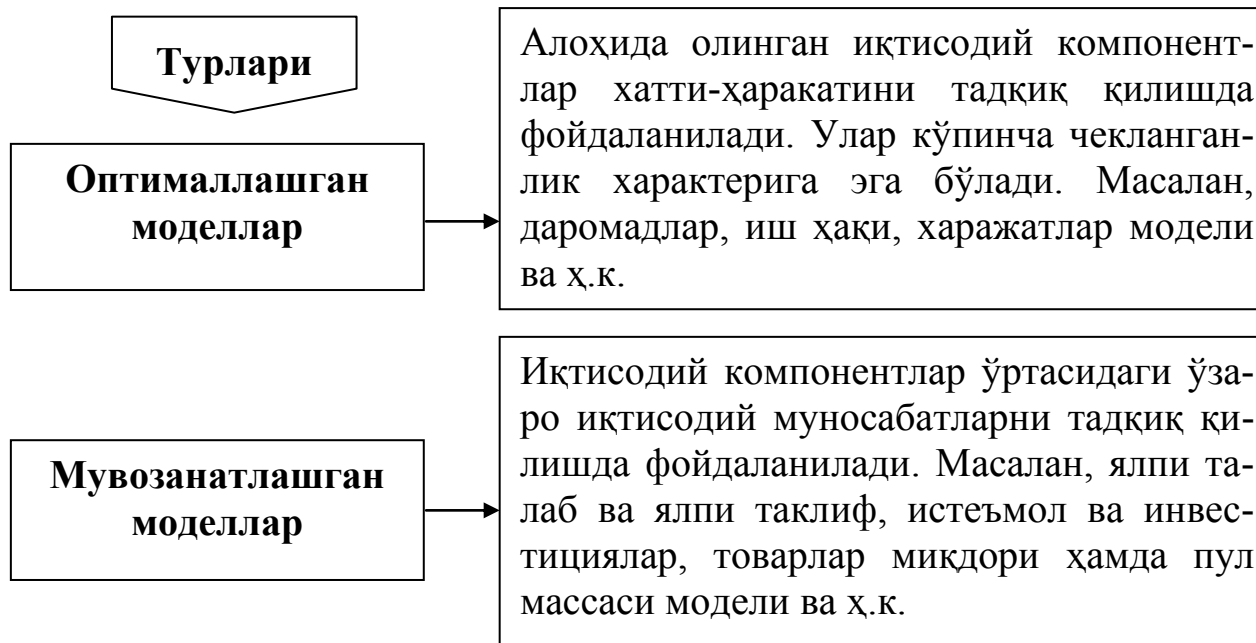 Турлари
Оптималлашган
моделлар
Алоҳида олинган иқтисодий компонент-
лар хатти-ҳаракатини тадқиқ қилишда
фойдаланилади. Улар кўпинча чекланган-
лик характерига эга бўлади. Масалан,
даромадлар, иш ҳақи, харажатлар модели
ва ҳ.к.
Мувозанатлашган
моделлар
Иқтисодий компонентлар ўртасидаги ўза-
ро иқтисодий муносабатларни тадқиқ қи-
лишда фойдаланилади. Масалан, ялпи та-
лаб ва ялпи таклиф, истеъмол ва инвес-
тициялар, товарлар миқдори ҳамда пул
массаси модели ва ҳ.к.